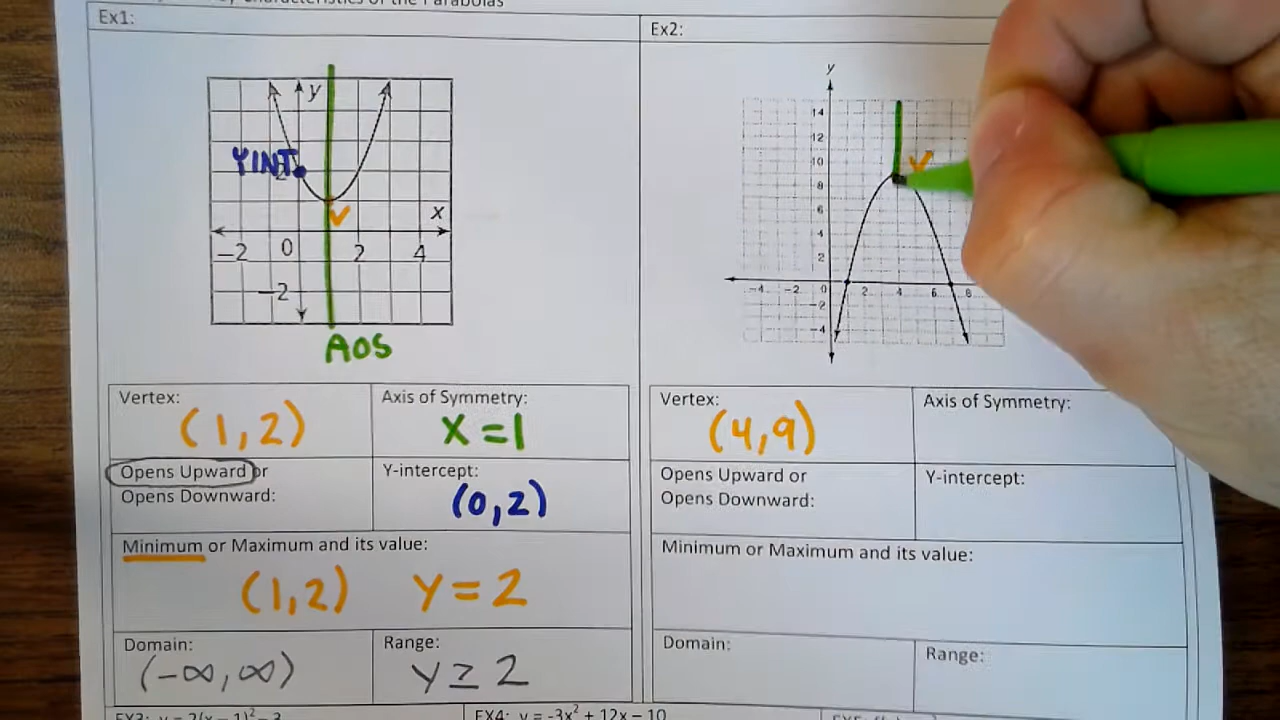 Characteristics of the Parabolas
Ex1:
Ex2:
y
YINT
2
V
x
-2 0 2 4
-2
AOS
y
14
12
10
V
8
6
4
2
-4 -2 0 2 4 6 8
-2
-4
Vertex:
(1,2)
Axis of Symmetry:
X=1
Opens Upward or
Opens Downward:
Y-intercept:
(0,2)
Minimum or Maximum and its value:
(1,2) Y=2
Domain:
(-∞,∞)
Range:
Y≥2
Vertex:
(4,9)
Axis of Symmetry:
Opens Upward or
Opens Downward:
Y-intercept:
Minimum or Maximum and its value:
Domain:
Range:
EX4: y = -3x² + 12x – 10